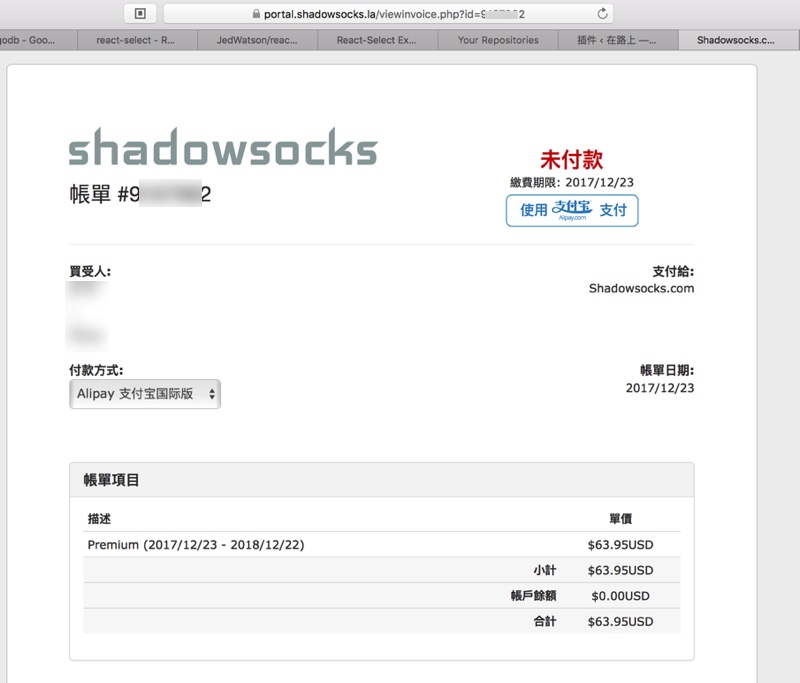 portal.shadowsocks.la/viewinvoice.php?id=9 2
godb - Goo... react-select - R... JedWatson/reac... React-Select Ex... Your Repositories 插件 ‹ 在路上 —... Shadowsocks.c...
shadowsocks
帳單 #9 2
未付款
繳費期限: 2017/12/23
使用 支付宝 Alipay.com 支付
買受人:
支付給:
Shadowsocks.com
付款方式:
Alipay 支付宝国际版
帳單日期:
2017/12/23
帳單項目
描述 單價
Premium (2017/12/23 - 2018/12/22) $63.95USD
小計 $63.95USD
帳戶餘額 $0.00USD
合計 $63.95USD